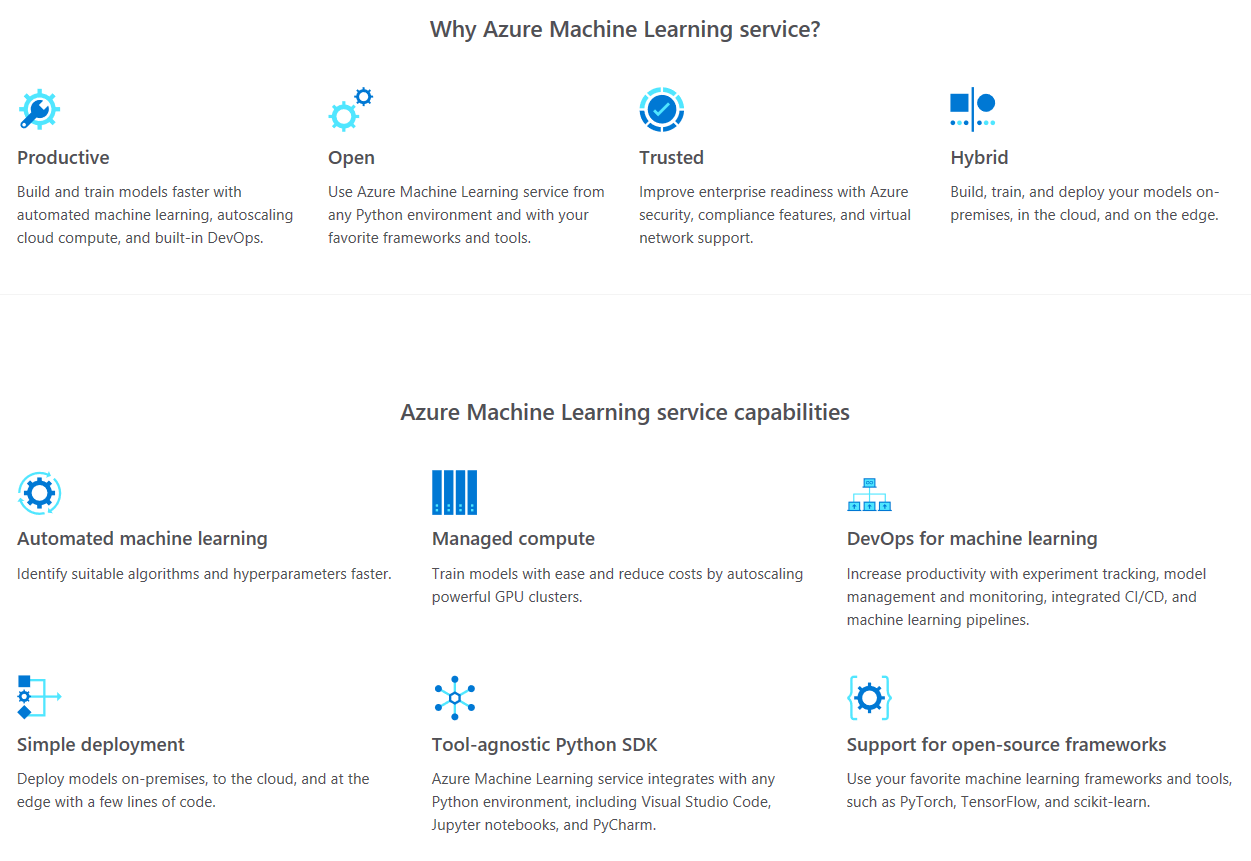 Why Azure Machine Learning service?
Productive
Build and train models faster with
automated machine learning, autoscaling
cloud compute, and built-in DevOps.
Open
Use Azure Machine Learning service from
any Python environment and with your
favorite frameworks and tools.
Trusted
Improve enterprise readiness with Azure
security, compliance features, and virtual
network support.
Hybrid
Build, train, and deploy your models on-
premises, in the cloud, and on the edge.
Azure Machine Learning service capabilities
Automated machine learning
Identify suitable algorithms and hyperparameters faster.
Managed compute
Train models with ease and reduce costs by autoscaling
powerful GPU clusters.
DevOps for machine learning
Increase productivity with experiment tracking, model
management and monitoring, integrated CI/CD, and
machine learning pipelines.
Simple deployment
Deploy models on-premises, to the cloud, and at the
edge with a few lines of code.
Tool-agnostic Python SDK
Azure Machine Learning service integrates with any
Python environment, including Visual Studio Code,
Jupyter notebooks, and PyCharm.
Support for open-source frameworks
Use your favorite machine learning frameworks and tools,
such as PyTorch, TensorFlow, and scikit-learn.